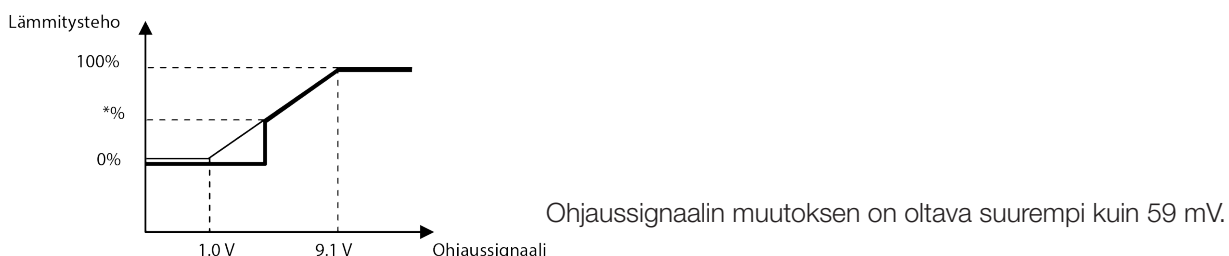 Lämmitysteho
100%
*%
0%
1.0 V
9.1 V
Ohjaussignaali
Ohjaussignaalin muutoksen on oltava suurempi kuin 59 mV.